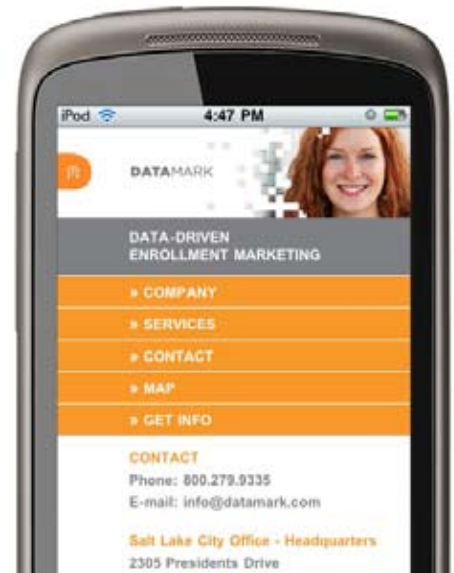 iPod 4:47 PM
DATAMARK
DATA-DRIVEN
ENROLLMENT MARKETING
» COMPANY
» SERVICES
» CONTACT
» MAP
» GET INFO
CONTACT
Phone: 800.279.9335
E-mail: info@datamark.com
Salt Lake City Office - Headquarters
2305 Presidents Drive